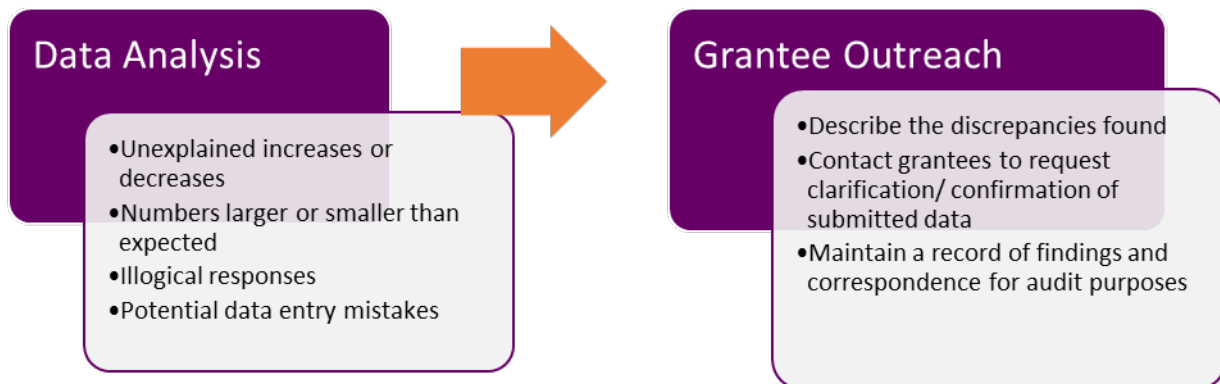 Data Analysis
•Unexplained increases or
decreases
•Numbers larger or smaller than
expected
•Illogical responses
•Potential data entry mistakes
Grantee Outreach
•Describe the discrepancies found
•Contact grantees to request
clarification/ confirmation of
submitted data
•Maintain a record of findings and
correspondence for audit purposes